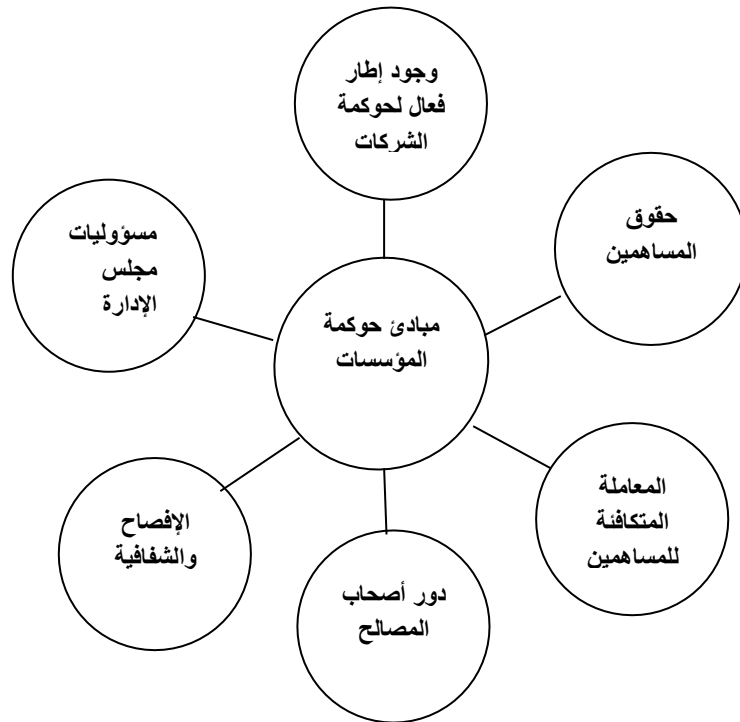 وجود إطار
فعال لحوكمة
الشركات
حقوق
المساهمين
مسؤوليات
مجلس
الإدارة
مبادئ حوكمة
المؤسسات
المعاملة
المتكافئة
للمساهمين
الإفصاح
والشفافية
دور أصحاب
المصالح